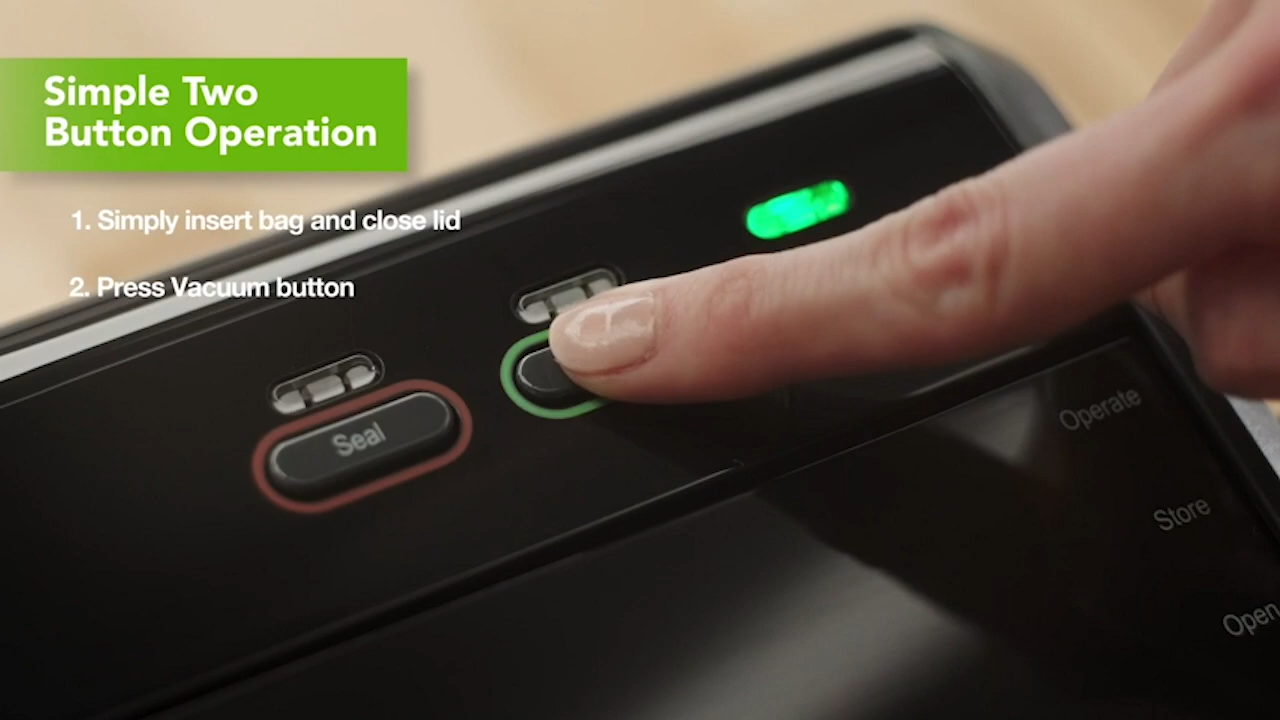 Simple Two
Button Operation
1. Simply insert bag and close lid
2. Press Vacuum button
Seal
Operate
Store
Open